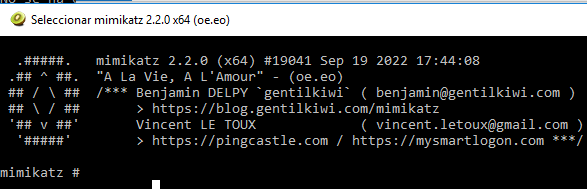 Seleccionar mimikatz 2.2.0 x64 (oe.eo)
.#####.   mimikatz 2.2.0 (x64) #19041 Sep 19 2022 17:44:08
.## ^ ##.  "A La Vie, A L'Amour" - (oe.eo)
## / \ ##  /*** Benjamin DELPY `gentilkiwi` ( benjamin@gentilkiwi.com )
## \ / ##       > https://blog.gentilkiwi.com/mimikatz
'## v ##'       Vincent LE TOUX             ( vincent.letoux@gmail.com )
'#####'        > https://pingcastle.com / https://mysmartlogon.com ***/
mimikatz #